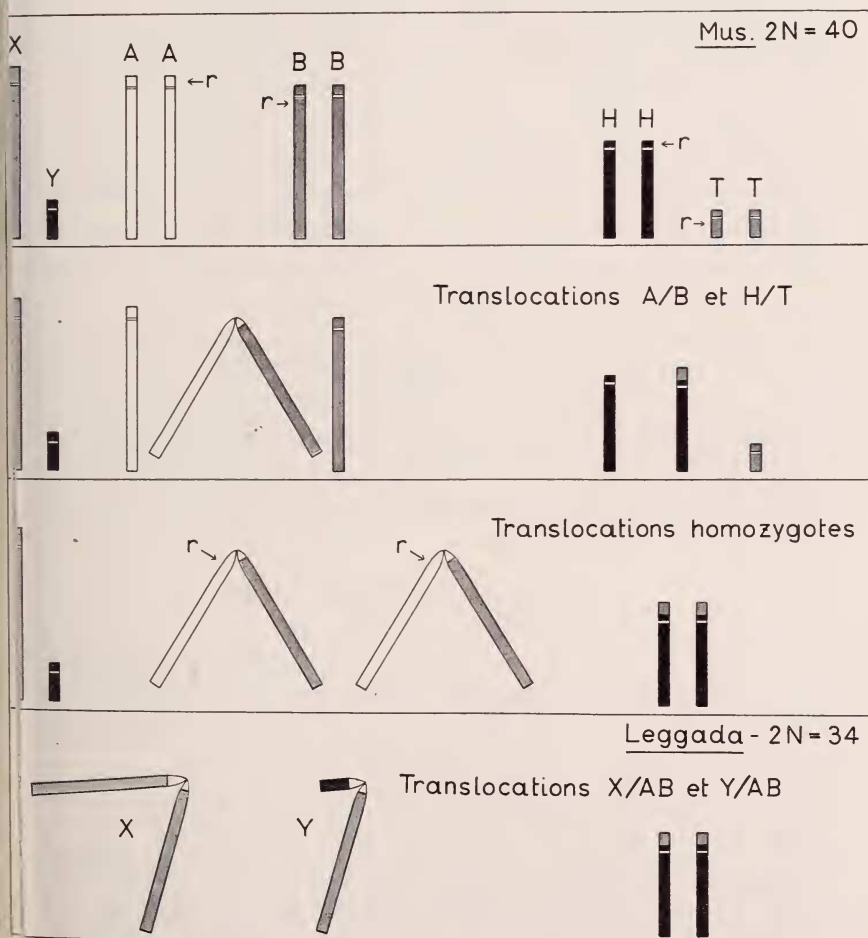 Mus. 2N = 40
X A A B B
←r
r→
Y
H H
←r
T T
r→
Translocations A/B et H/T
Translocations homozygotes
r→ r→
Leggada - 2N = 34
Translocations X/AB et Y/AB
X Y